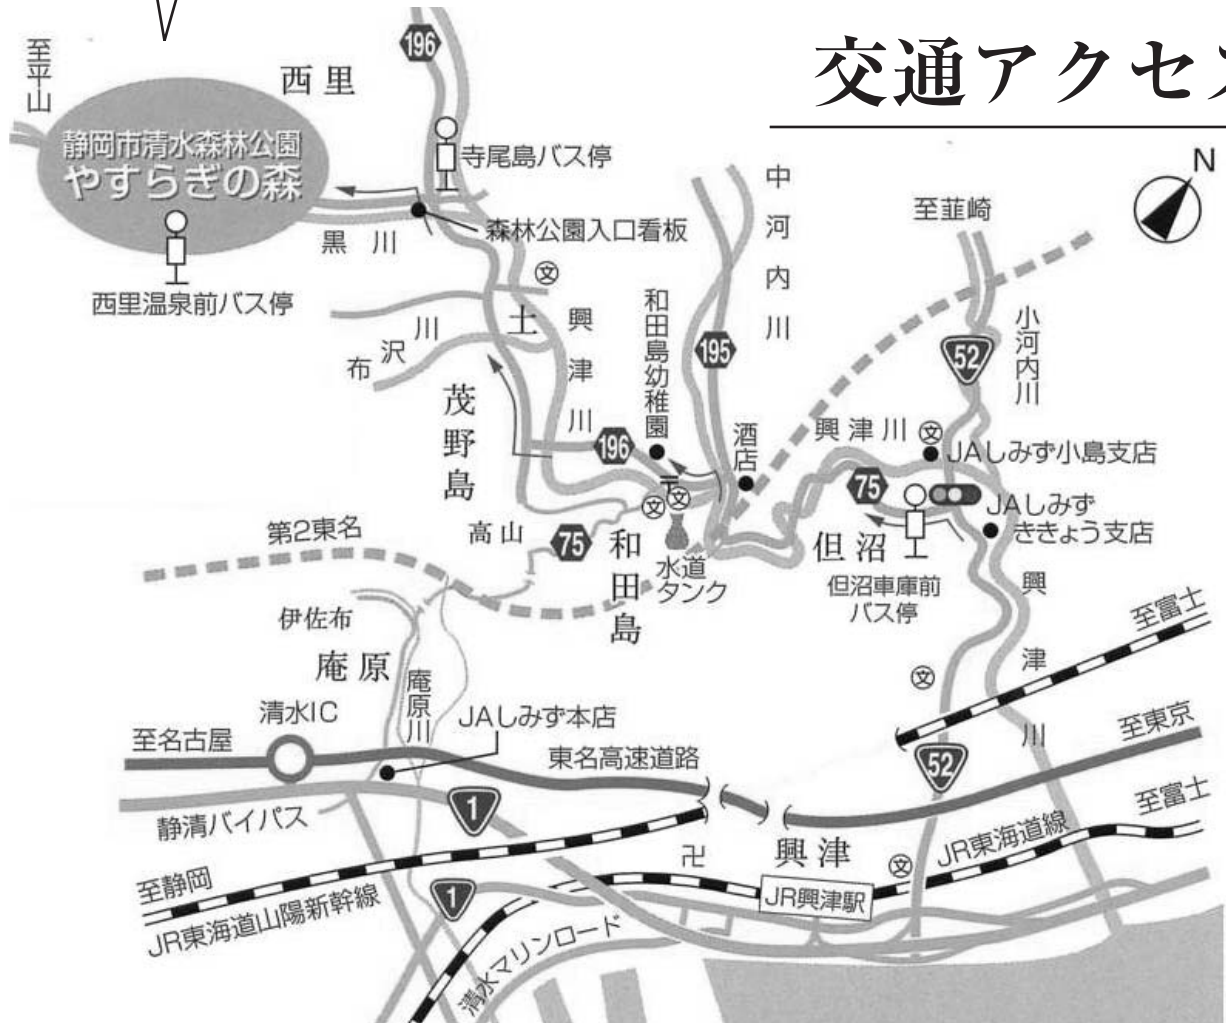 交通アクセス
N
196
至平山
西里
静岡市清水森林公園
やすらぎの森
寺尾島バス停
森林公園入口看板
黒川
西里温泉前バス停
中河内川
至韮崎
52
小河内川
文
土
興津川
布沢川
和田島幼稚園
195
茂野島
196
酒店
興津川
文
JAしみず小島支店
75
JAしみず
ききょう支店
〒
文
文
高山
75
和田島
水道
タンク
但沼
但沼車庫前
バス停
第2東名
伊佐布
庵原
庵原川
興津川
至富士
文
清水IC
JAしみず本店
至名古屋
東名高速道路
至東京
52
静清バイパス
1
至富士
卍
興津
文
JR東海道線
至静岡
JR東海道山陽新幹線
1
JR興津駅
清水マリンロード